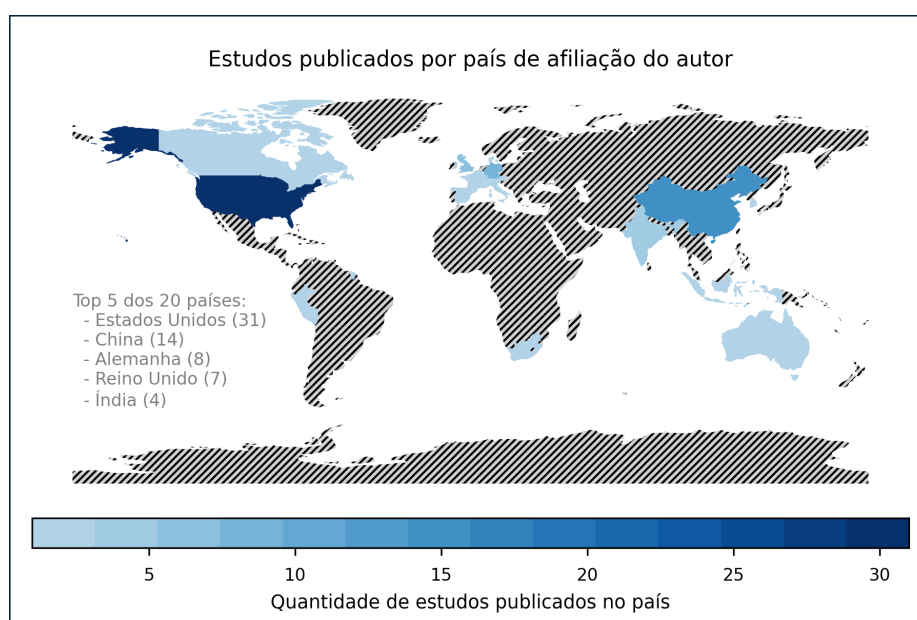 Estudos publicados por país de afiliação do autor
Top 5 dos 20 países:
- Estados Unidos (31)
- China (14)
- Alemanha (8)
- Reino Unido (7)
- Índia (4)
5 10 15 20 25 30
Quantidade de estudos publicados no país